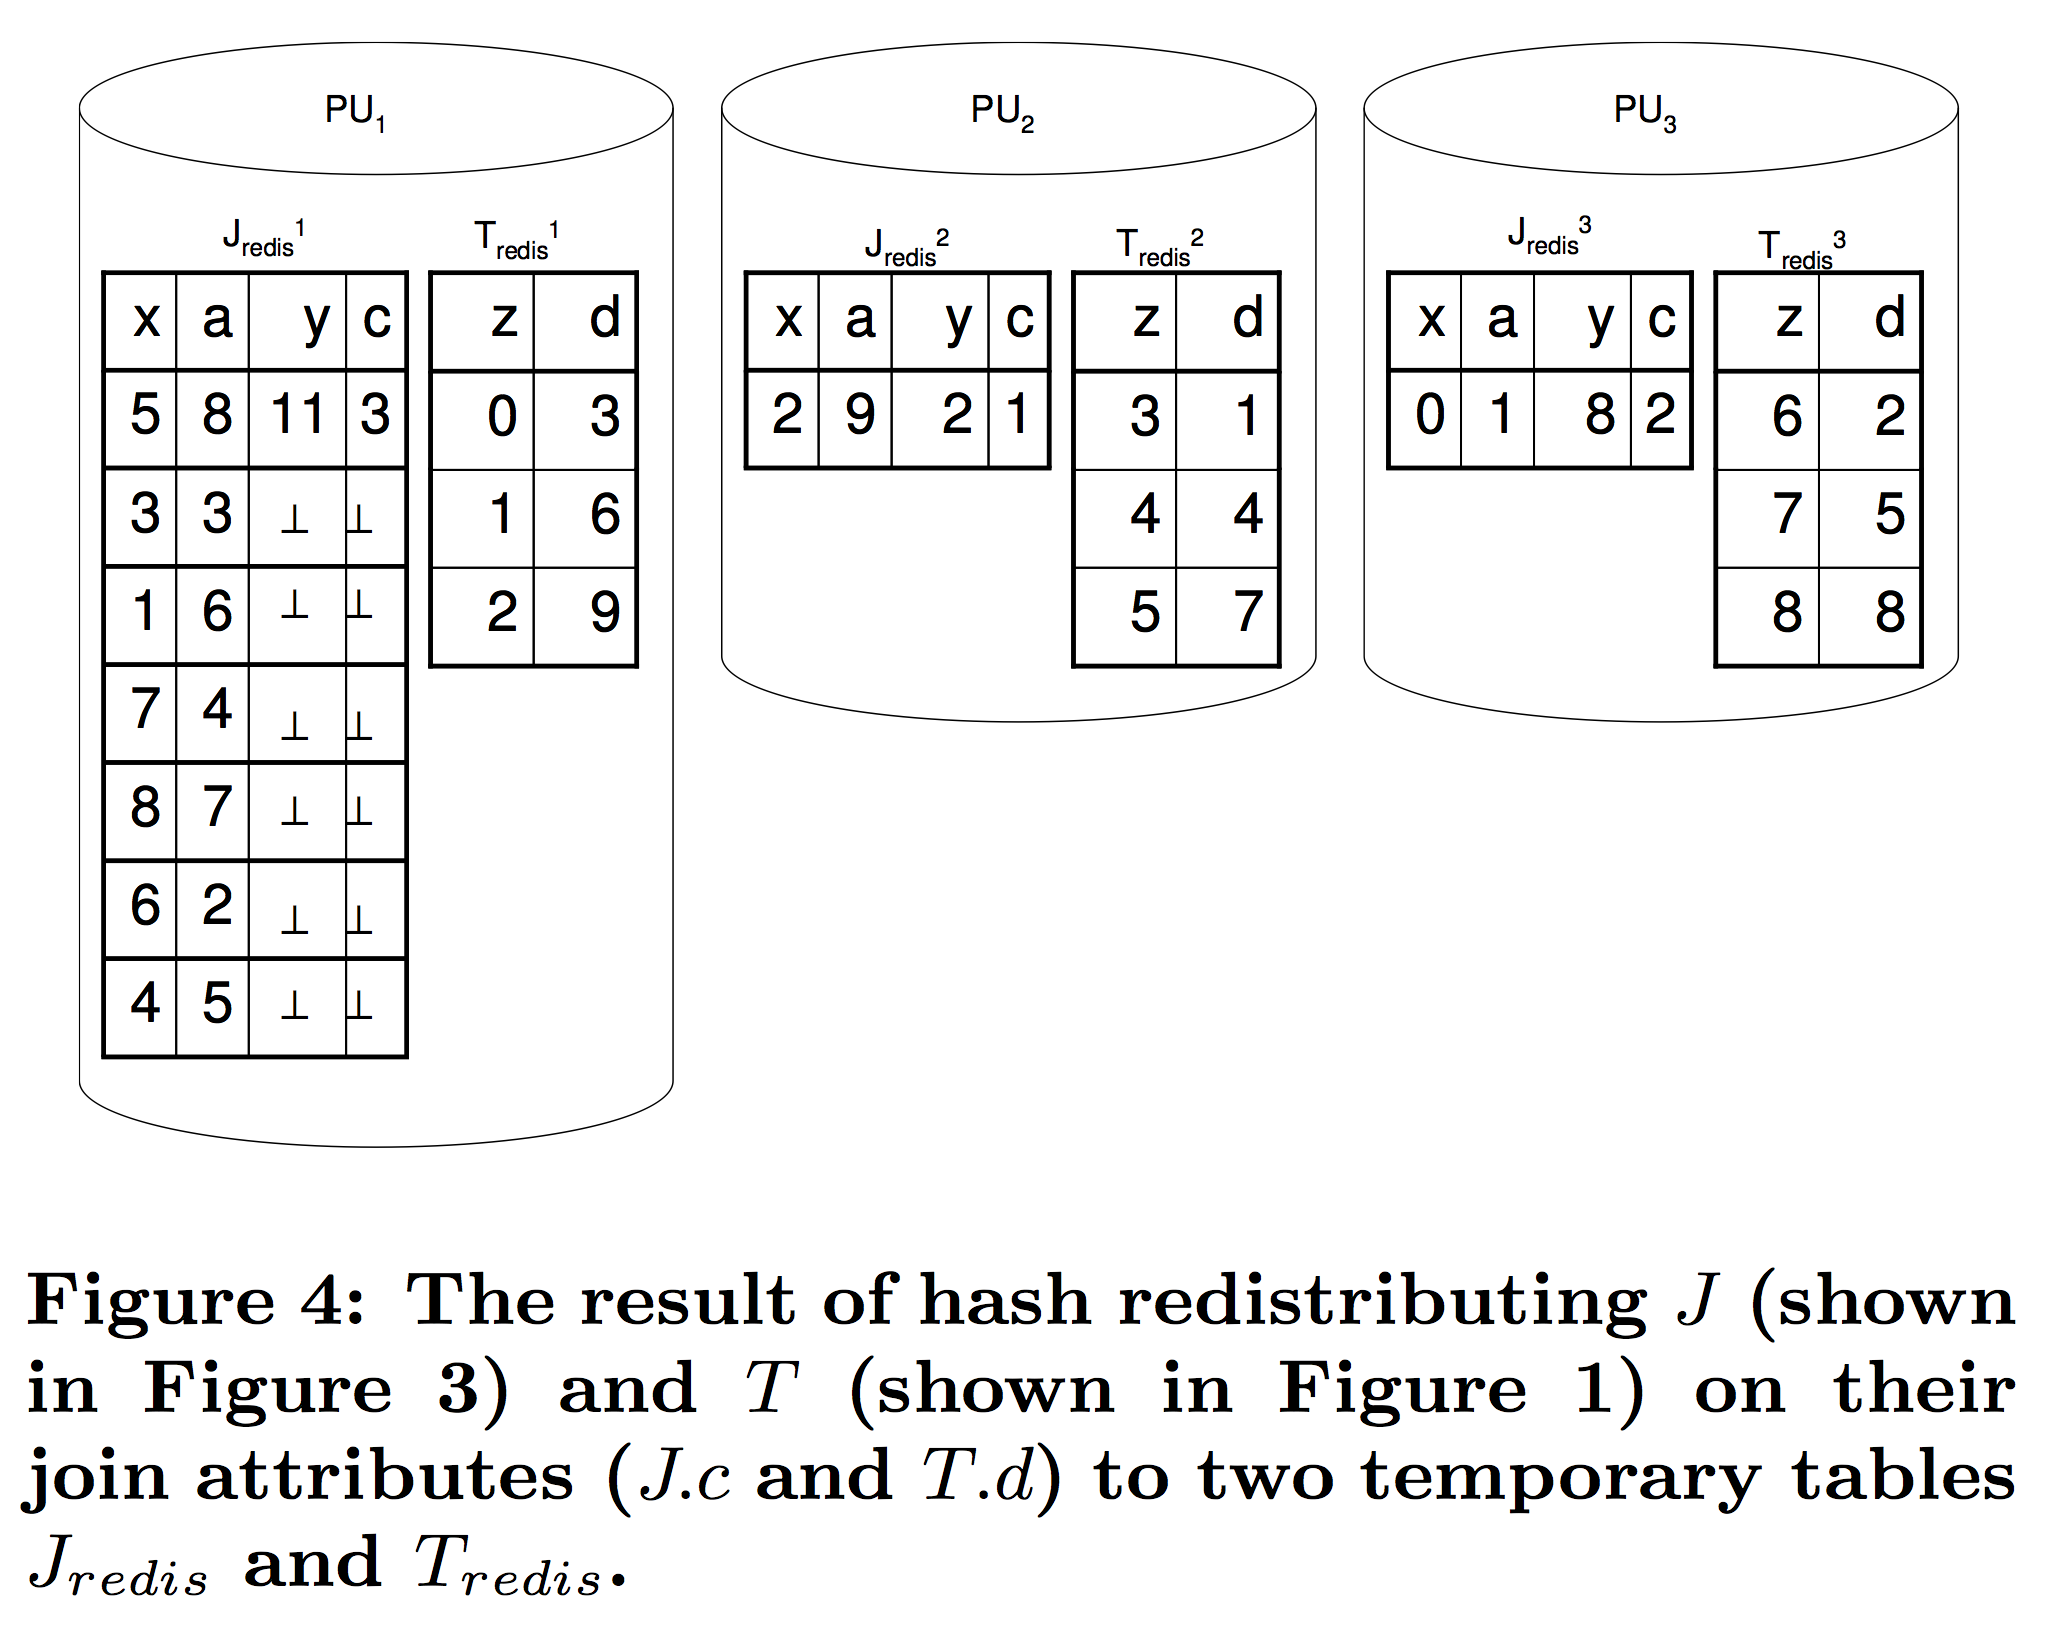 PU1 PU2 PU3
Jredis1 Tredis1 Jredis2 Tredis2 Jredis3 Tredis3
x a y c z d x a y c z d x a y c z d
5 8 11 3 0 3 2 9 2 1 3 1 0 1 8 2 6 2
3 3 ⊥ ⊥ 1 6 4 4 7 5
1 6 ⊥ ⊥ 2 9 5 7 8 8
7 4 ⊥ ⊥
8 7 ⊥ ⊥
6 2 ⊥ ⊥
4 5 ⊥ ⊥
Figure 4: The result of hash redistributing J (shown
in Figure 3) and T (shown in Figure 1) on their
join attributes (J.c and T.d) to two temporary tables
Jredis and Tredis.